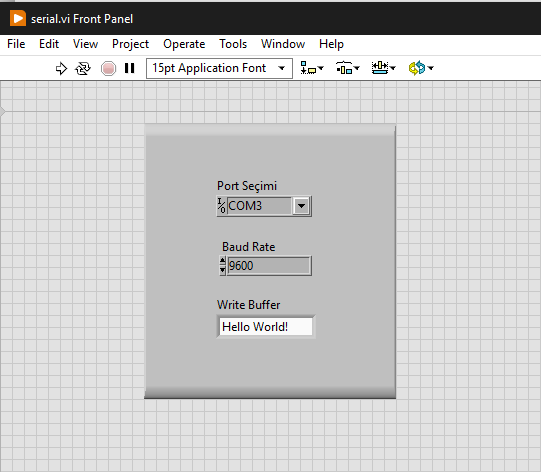 serial.vi Front Panel
File Edit View Project Operate Tools Window Help
15pt Application Font
Port Seçimi
I/O COM3
Baud Rate
9600
Write Buffer
Hello World!